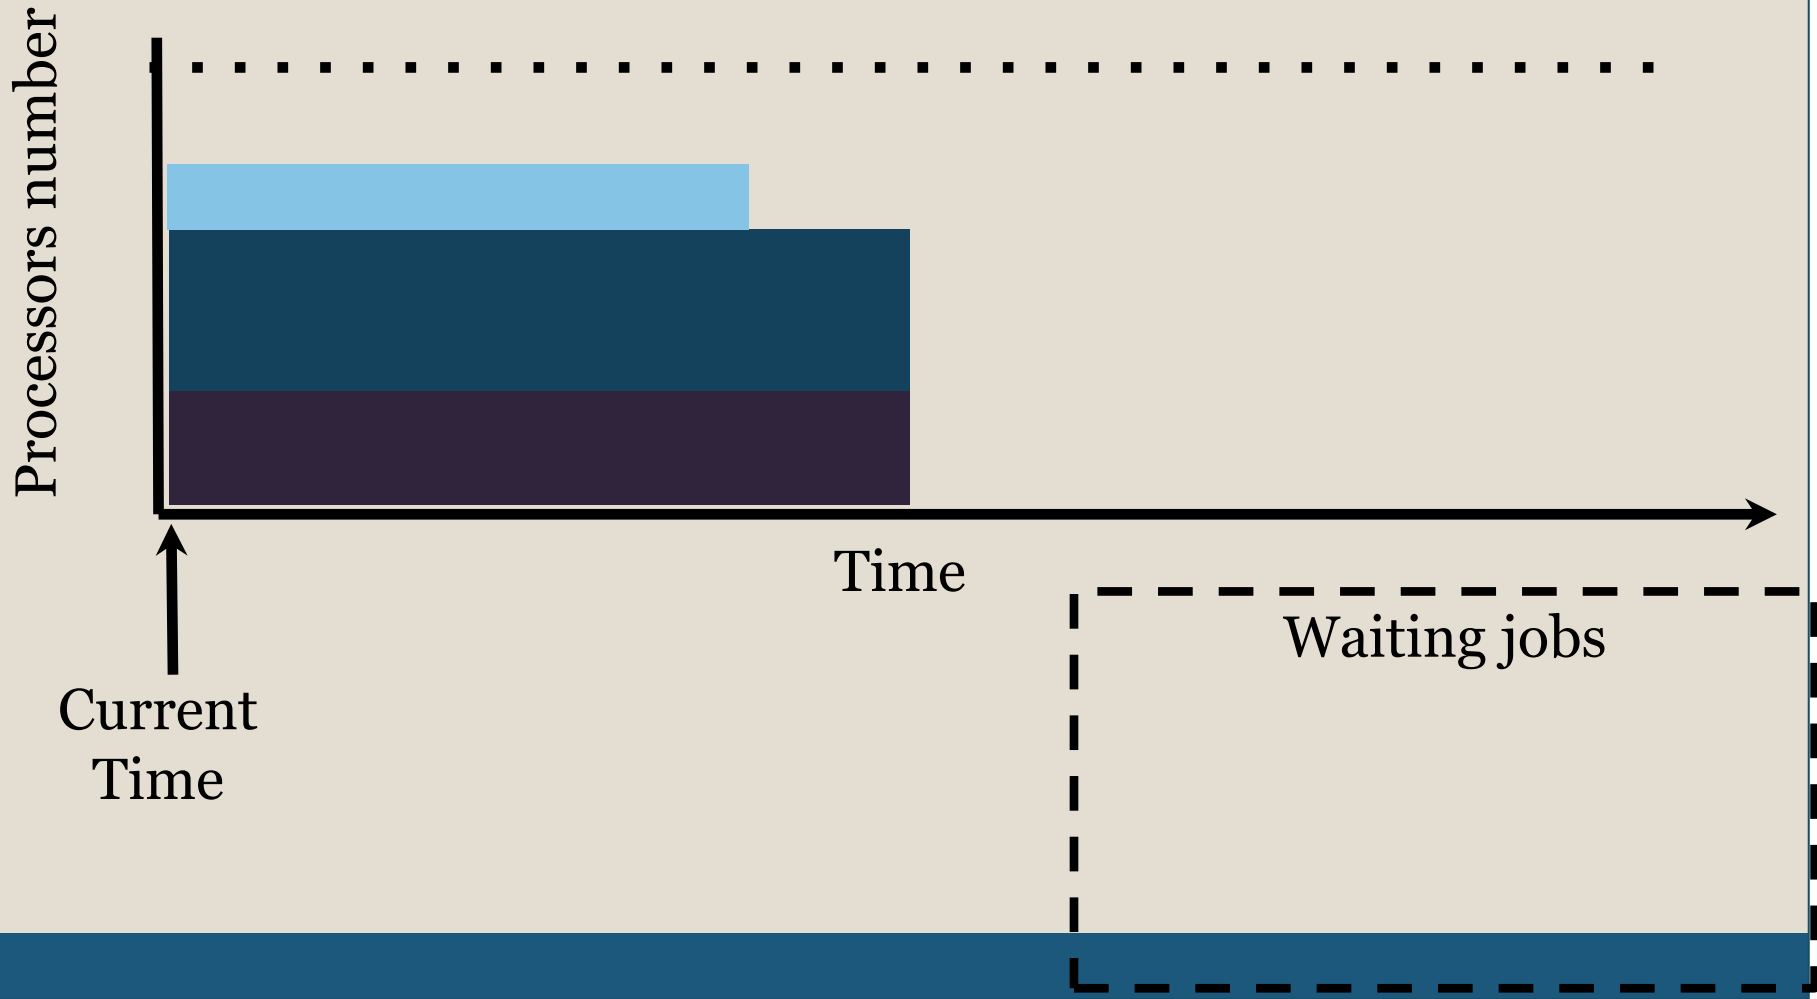 Processors number
Time
Waiting jobs
Current
Time